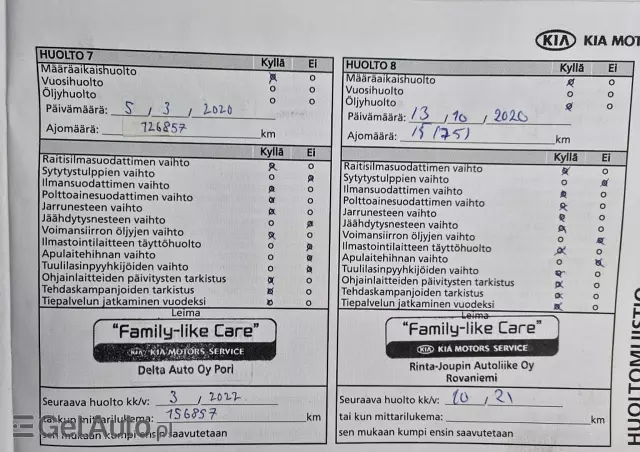 KIA KIA MOT
HUOLTO 7 Kyllä Ei
Määräaikaishuolto
Vuosihuolto
Öljyhuolto
Päivämäärä: 5 / 3 / 2020
Ajomäärä: 126857 km
Kyllä Ei
Raitisilmasuodattimen vaihto
Sytytystulppien vaihto
Ilmansuodattimen vaihto
Polttoainesuodattimen vaihto
Jarrunesteen vaihto
Jäähdytysnesteen vaihto
Voimansiirron öljyjen vaihto
Ilmastointilaitteen täyttöhuolto
Apulaitehihnan vaihto
Tuulilasinpyyhkijöiden vaihto
Ohjainlaitteiden päivitysten tarkistus
Tehdaskampanjoiden tarkistus
Tiepalvelun jatkaminen vuodeksi
Leima
"Family-like Care"
KIA KIA MOTORS SERVICE
Delta Auto Oy Pori
Seuraava huolto kk/v: 3 / 2022
tai kun mittarilukema: 156857 km
sen mukaan kumpi ensin saavutetaan
HUOLTO 8 Kyllä Ei
Määräaikaishuolto
Vuosihuolto
Öljyhuolto
Päivämäärä: 13 / 10 / 2020
Ajomäärä: km
Kyllä Ei
Raitisilmasuodattimen vaihto
Sytytystulppien vaihto
Ilmansuodattimen vaihto
Polttoainesuodattimen vaihto
Jarrunesteen vaihto
Jäähdytysnesteen vaihto
Voimansiirron öljyjen vaihto
Ilmastointilaitteen täyttöhuolto
Apulaitehihnan vaihto
Tuulilasinpyyhkijöiden vaihto
Ohjainlaitteiden päivitysten tarkistus
Tehdaskampanjoiden tarkistus
Tiepalvelun jatkaminen vuodeksi
Leima
"Family-like Care"
KIA KIA MOTORS SERVICE
Rinta-Joupin Autoliike Oy
Rovaniemi
Seuraava huolto kk/v: 10 / 21
tai kun mittarilukema: km
sen mukaan kumpi ensin saavutetaan
HUOLTOMUISTIO
GetAuto.pl